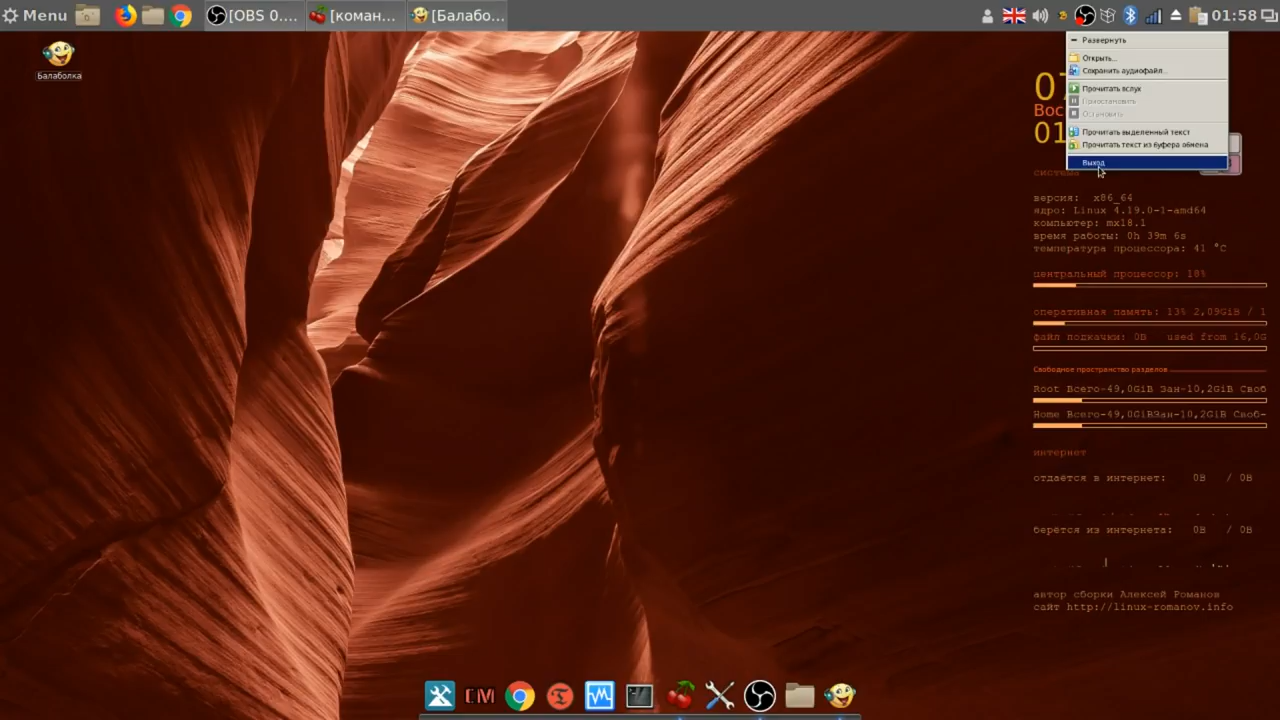 Menu
[OBS 0....
[коман...
[Балабо...
01:58
Балаболка
Развернуть
Открыть...
Сохранить аудиофайл...
Прочитать вслух
Приостановить
Остановить
Прочитать выделенный текст
Прочитать текст из буфера обмена
Выход
07
Вос
01
система
версия: x86_64
ядро: Linux 4.19.0-1-amd64
компьютер: mx18.1
время работы: 0h 39m 6s
температура процессора: 41 °C
центральный процессор: 18%
оперативная память: 13% 2,09GiB / 1
файл подкачки: 0B used from 16,0G
Свободное пространство разделов
Root Всего-49,0GiB Зан-10,2GiB Своб
Home Всего-49,0GiBЗан-10,2GiB Своб-
интернет
отдаётся в интернет: 0B / 0B
берётся из интернета: 0B / 0B
автор сборки Алексей Романов
сайт http://linux-romanov.info
CM